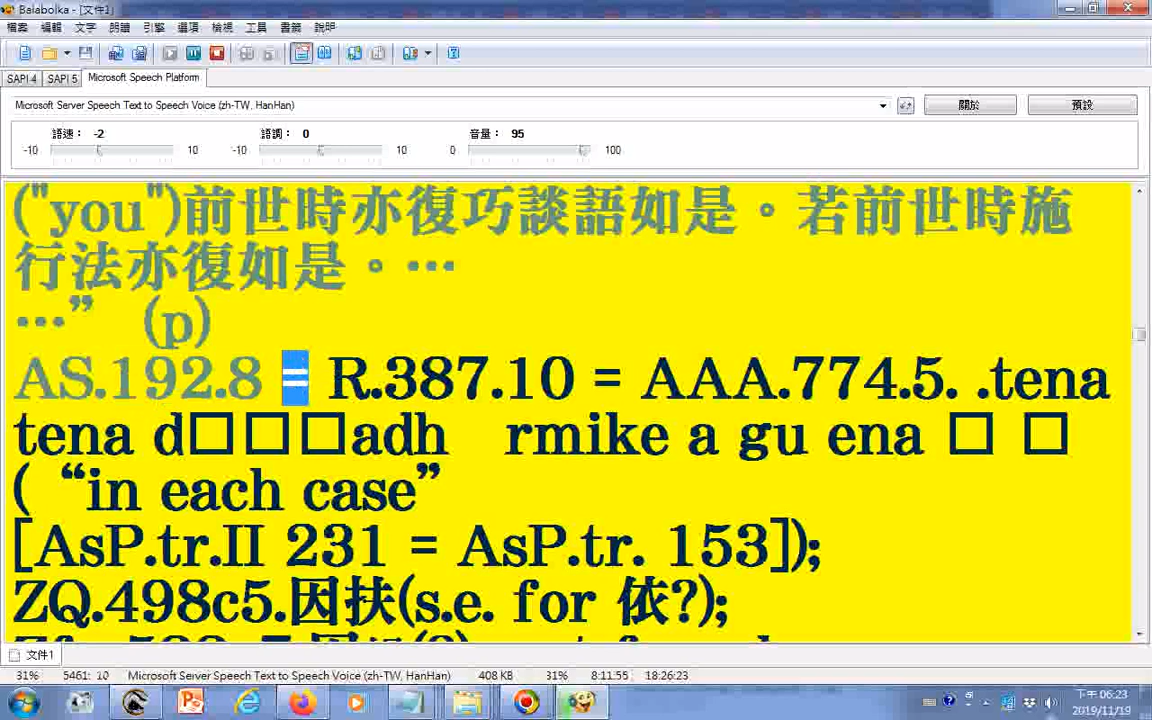 Balabolka - [文件1]
檔案 編輯 文字 朗讀 引擎 選項 檢視 工具 書籤 說明
SAPI 4 SAPI 5 Microsoft Speech Platform
Microsoft Server Speech Text to Speech Voice (zh-TW, HanHan) 關於 預設
語速: -2 語調: 0 音量: 95
-10 10 -10 10 0 100
("you")前世時亦復巧談語如是。若前世時施
行法亦復如是。…
…” (p)
AS.192.8 = R.387.10 = AAA.774.5. .tena
tena d□□□adh rmike a gu ena □ □
( “in each case”
[AsP.tr.II 231 = AsP.tr. 153]);
ZQ.498c5.因扶(s.e. for 依?);
文件1
31% 5461: 10 Microsoft Server Speech Text to Speech Voice (zh-TW, HanHan) 408 KB 31% 8:11:55 18:26:23
下午 06:23
2019/11/19